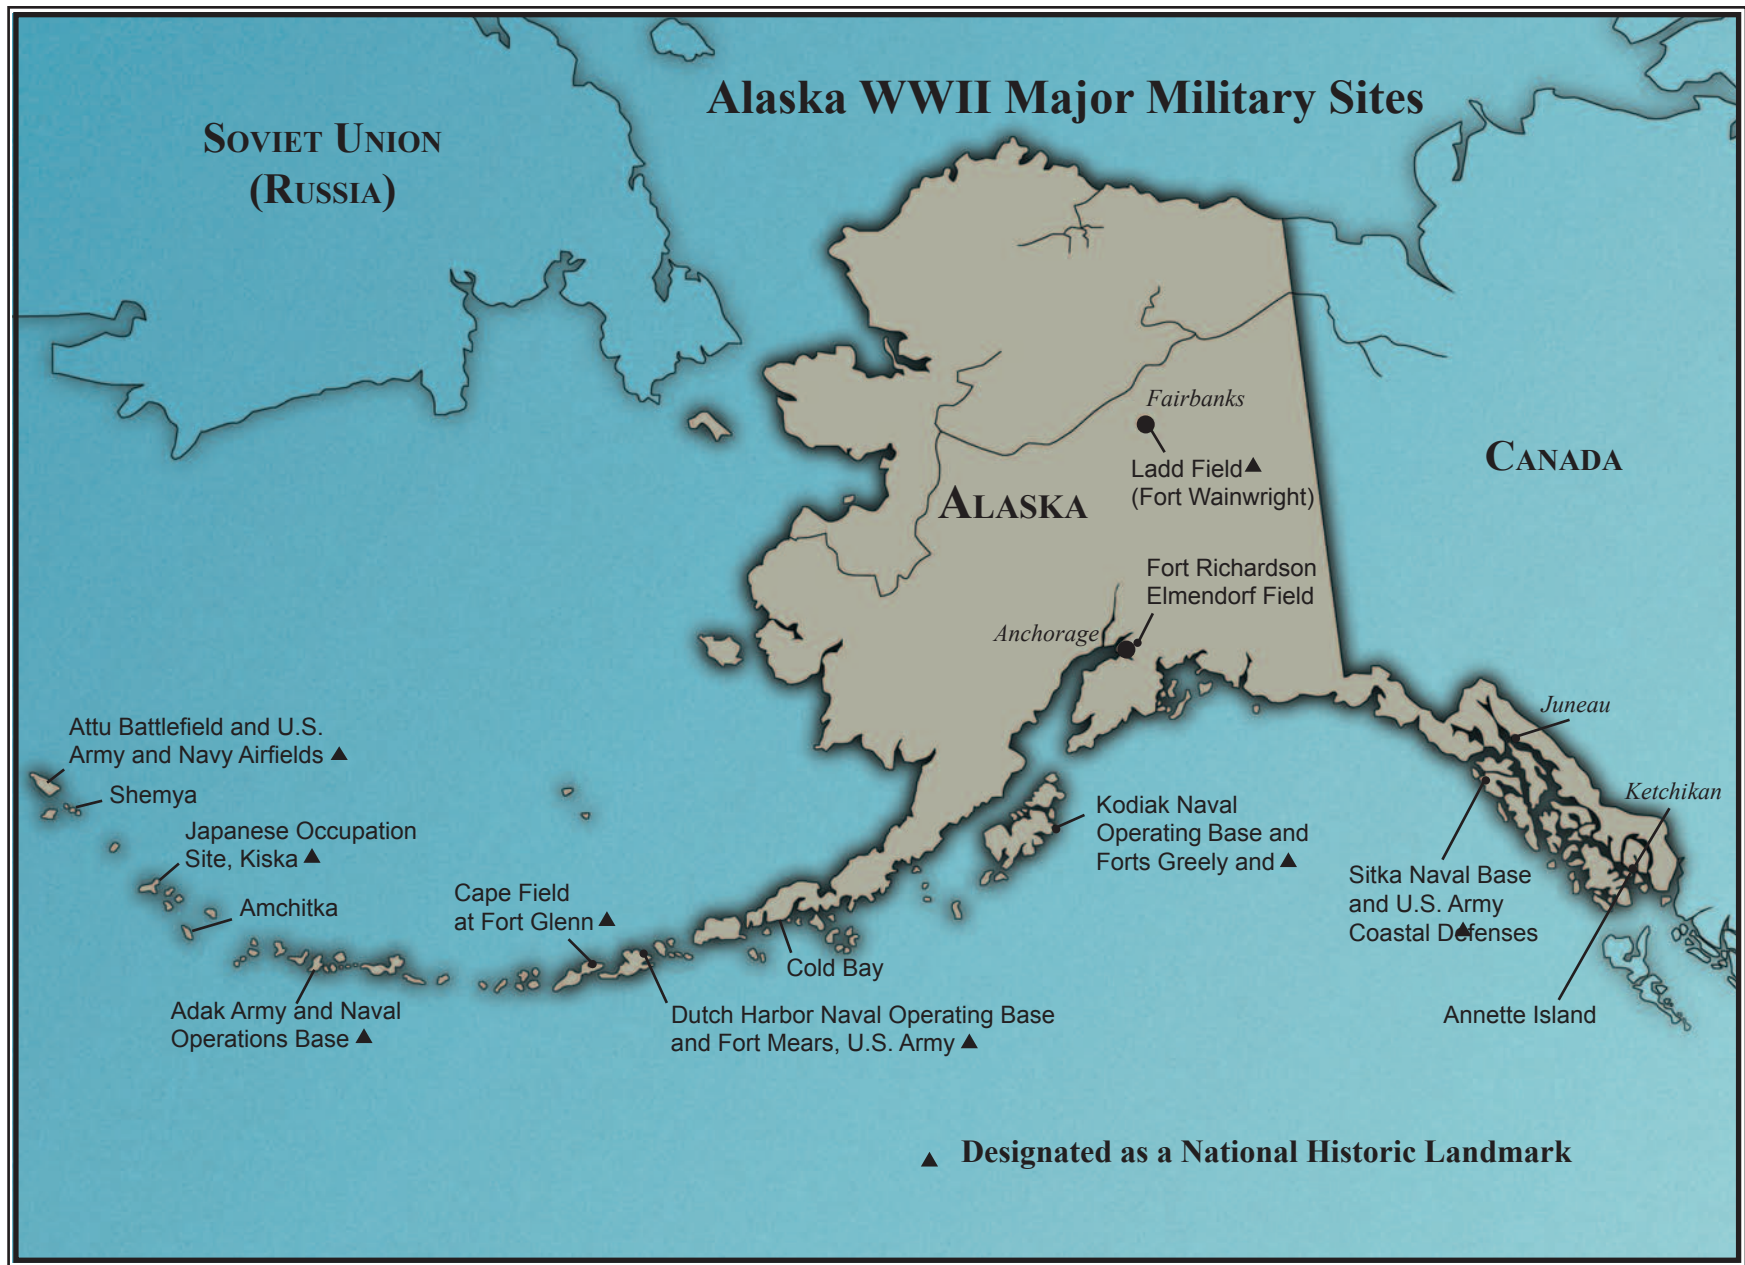 Alaska WWII Major Military Sites
Soviet Union
(Russia)
Canada
Alaska
Fairbanks
Ladd Field▲
(Fort Wainwright)
Fort Richardson
Elmendorf Field
Anchorage
Juneau
Ketchikan
Attu Battlefield and U.S.
Army and Navy Airfields ▲
Shemya
Japanese Occupation
Site, Kiska ▲
Amchitka
Cape Field
at Fort Glenn ▲
Kodiak Naval
Operating Base and
Forts Greely and ▲
Sitka Naval Base
and U.S. Army
Coastal Defenses
▲
Cold Bay
Adak Army and Naval
Operations Base ▲
Dutch Harbor Naval Operating Base
and Fort Mears, U.S. Army ▲
Annette Island
▲ Designated as a National Historic Landmark